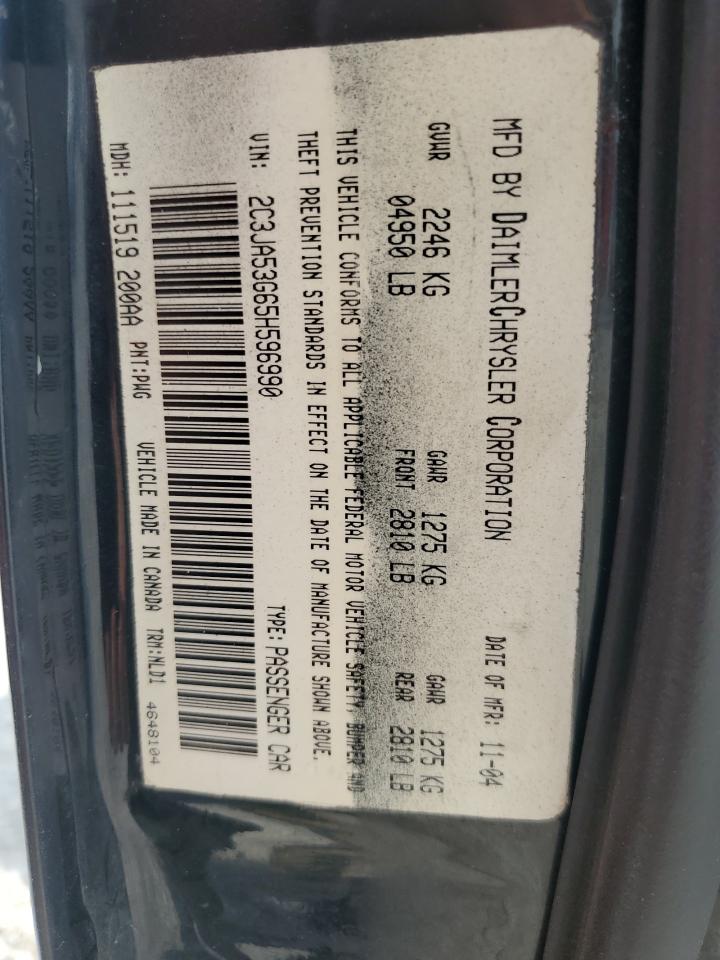 MFD BY DAIMLERCHRYSLER CORPORATION DATE OF MFR: 11-04
GVWR 2246 KG GAWR 1275 KG GAWR 1275 KG
04950 LB FRONT 2810 LB REAR 2810 LB
THIS VEHICLE CONFORMS TO ALL APPLICABLE FEDERAL MOTOR VEHICLE SAFETY, BUMPER AND
THEFT PREVENTION STANDARDS IN EFFECT ON THE DATE OF MANUFACTURE SHOWN ABOVE.
VIN: 2C3JA53G65H596990 TYPE: PASSENGER CAR
MDH: 111519 200AA PNT:PWG VEHICLE MADE IN CANADA TRM:NLD1 4648104